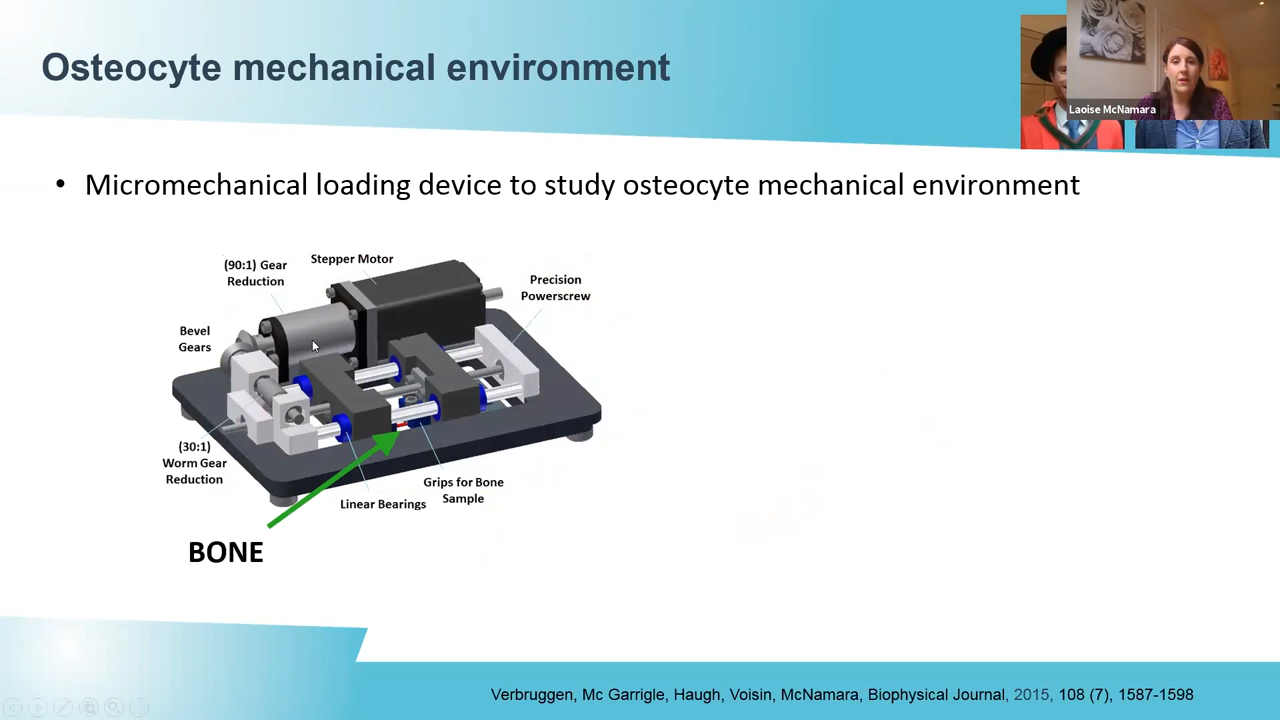 Osteocyte mechanical environment
Laoise McNamara
• Micromechanical loading device to study osteocyte mechanical environment
(90:1) Gear
Reduction
Stepper Motor
Precision
Powerscrew
Bevel
Gears
(30:1)
Worm Gear
Reduction
Linear Bearings
Grips for Bone
Sample
BONE
Verbruggen, Mc Garrigle, Haugh, Voisin, McNamara, Biophysical Journal, 2015, 108 (7), 1587-1598